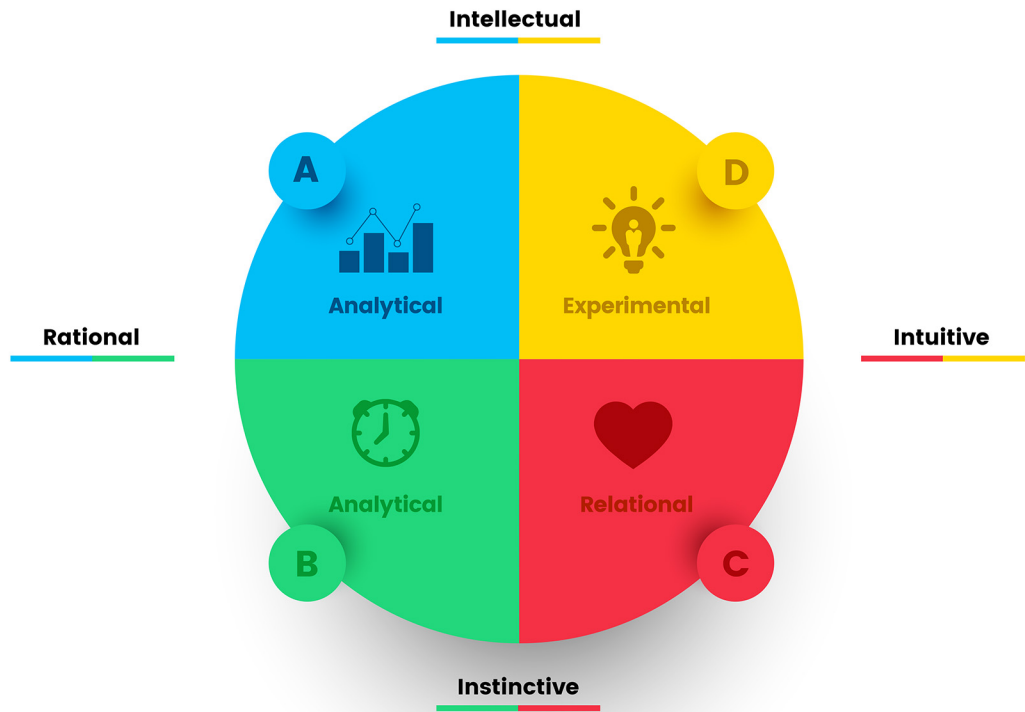 Intellectual
A
D
Analytical
Experimental
Rational
Intuitive
Analytical
Relational
B
C
Instinctive